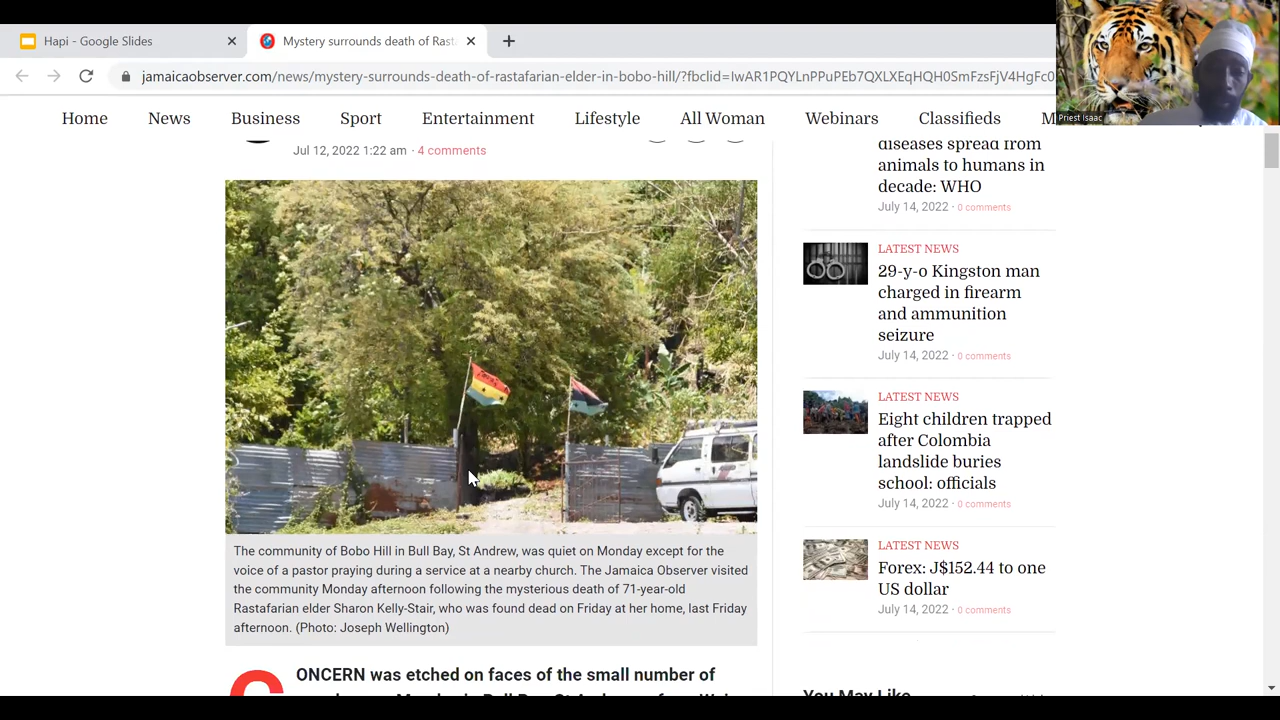 Hapi - Google Slides
Mystery surrounds death of Rast
jamaicaobserver.com/news/mystery-surrounds-death-of-rastafarian-elder-in-bobo-hill/?fbclid=IwAR1PQYLnPPuPEb7QXLXEqHQH0SmFzsFjV4HgFc0
Priest Isaac
Home News Business Sport Entertainment Lifestyle All Woman Webinars Classifieds
Jul 12, 2022 1:22 am · 4 comments
The community of Bobo Hill in Bull Bay, St Andrew, was quiet on Monday except for the
voice of a pastor praying during a service at a nearby church. The Jamaica Observer visited
the community Monday afternoon following the mysterious death of 71-year-old
Rastafarian elder Sharon Kelly-Stair, who was found dead on Friday at her home, last Friday
afternoon. (Photo: Joseph Wellington)
CONCERN was etched on faces of the small number of
diseases spread from
animals to humans in
decade: WHO
July 14, 2022 · 0 comments
LATEST NEWS
29-y-o Kingston man
charged in firearm
and ammunition
seizure
July 14, 2022 · 0 comments
LATEST NEWS
Eight children trapped
after Colombia
landslide buries
school: officials
July 14, 2022 · 0 comments
LATEST NEWS
Forex: J$152.44 to one
US dollar
July 14, 2022 · 0 comments
You May Like